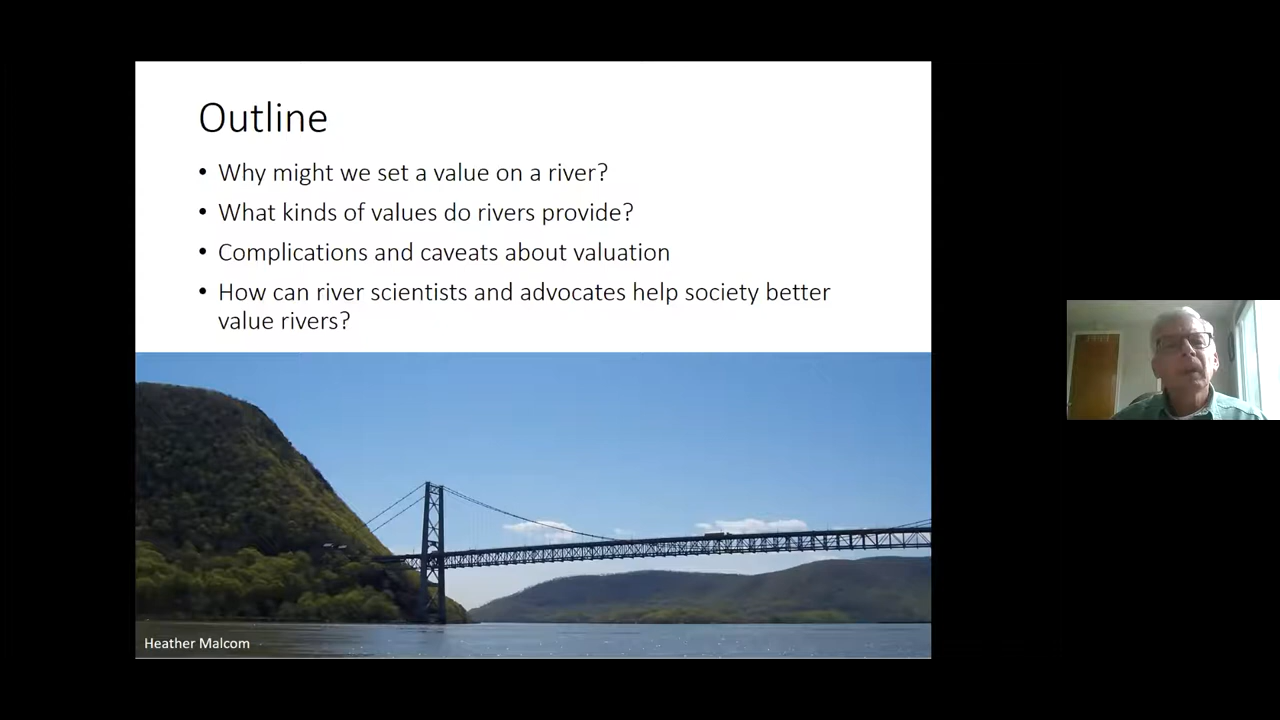 Outline
• Why might we set a value on a river?
• What kinds of values do rivers provide?
• Complications and caveats about valuation
• How can river scientists and advocates help society better
value rivers?
Heather Malcom